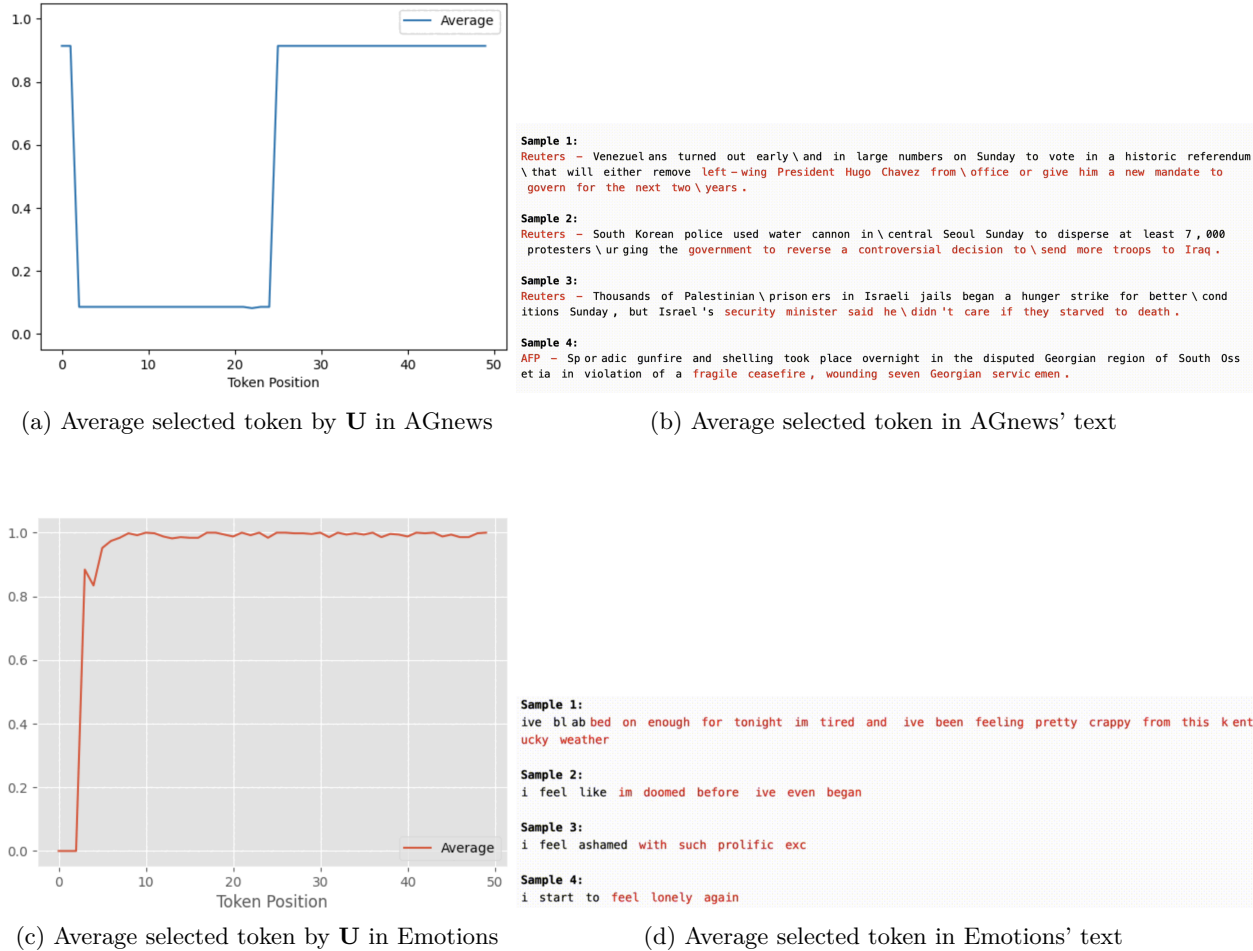 1.0
0.8
0.6
0.4
0.2
0.0
Average
0 10 20 30 40 50
Token Position
(a) Average selected token by U in AGnews
Sample 1:
Reuters – Venezuel ans turned out early \ and in large numbers on Sunday to vote in a historic referendum
\ that will either remove left – wing President Hugo Chavez from \ office or give him a new mandate to
govern for the next two \ years .
Sample 2:
Reuters – South Korean police used water cannon in \ central Seoul Sunday to disperse at least 7 , 000
protesters \ ur ging the government to reverse a controversial decision to \ send more troops to Iraq .
Sample 3:
Reuters – Thousands of Palestinian \ prison ers in Israeli jails began a hunger strike for better \ cond
itions Sunday , but Israel 's security minister said he \ didn 't care if they starved to death .
Sample 4:
AFP – Sp or adic gunfire and shelling took place overnight in the disputed Georgian region of South Oss
et ia in violation of a fragile ceasefire , wounding seven Georgian servic emen .
(b) Average selected token in AGnews' text
1.0
0.8
0.6
0.4
0.2
0.0
Average
0 10 20 30 40 50
Token Position
(c) Average selected token by U in Emotions
Sample 1:
ive bl ab bed on enough for tonight im tired and ive been feeling pretty crappy from this k ent
ucky weather
Sample 2:
i feel like im doomed before ive even began
Sample 3:
i feel ashamed with such prolific exc
Sample 4:
i start to feel lonely again
(d) Average selected token in Emotions' text